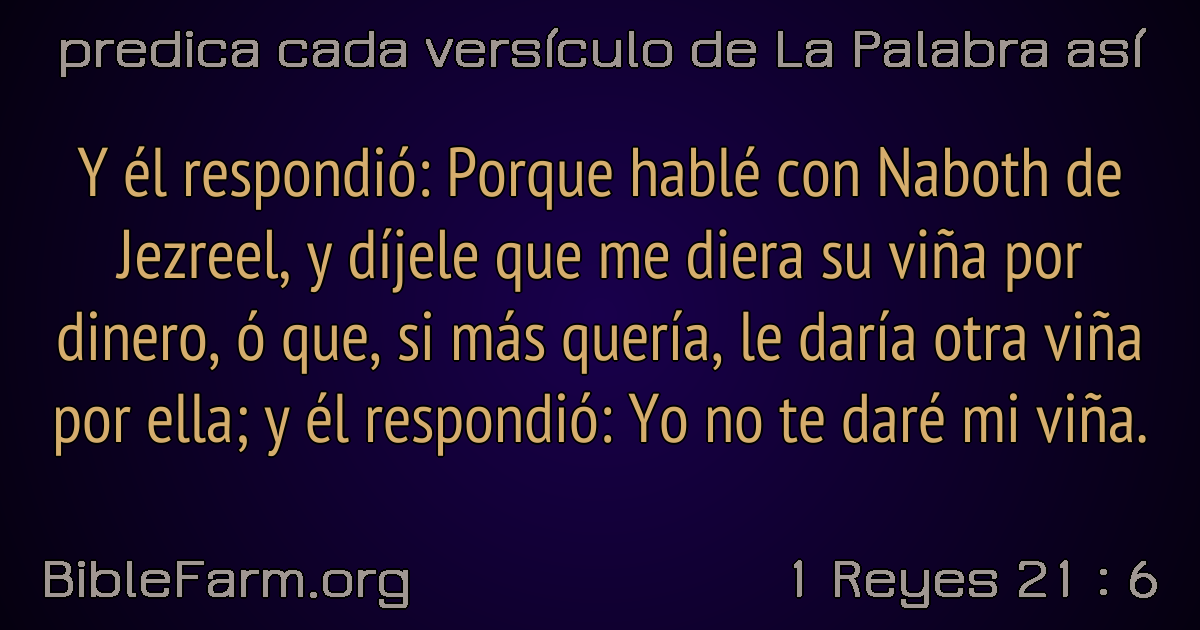 predica cada versículo de La Palabra así
Y él respondió: Porque hablé con Naboth de
Jezreel, y díjele que me diera su viña por
dinero, ó que, si más quería, le daría otra viña
por ella; y él respondió: Yo no te daré mi viña.
BibleFarm.org
1 Reyes 21 : 6